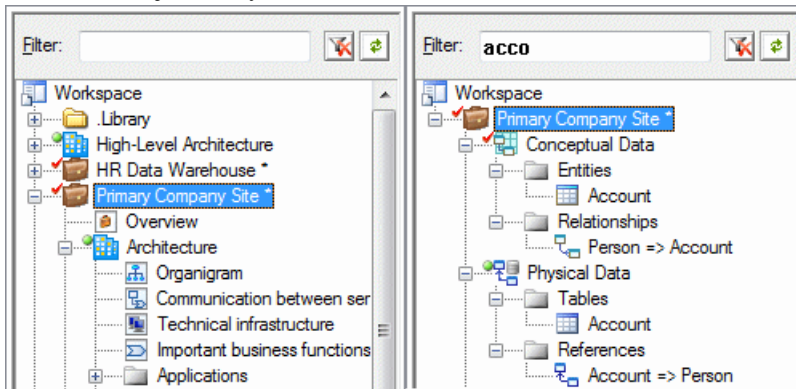 Filter:
Workspace
.Library
High-Level Architecture
HR Data Warehouse *
Primary Company Site *
Overview
Architecture
Organigram
Communication between ser
Technical infrastructure
Important business functions
Applications
Filter: acco
Workspace
Primary Company Site *
Conceptual Data
Entities
Account
Relationships
Person => Account
Physical Data
Tables
Account
References
Account => Person